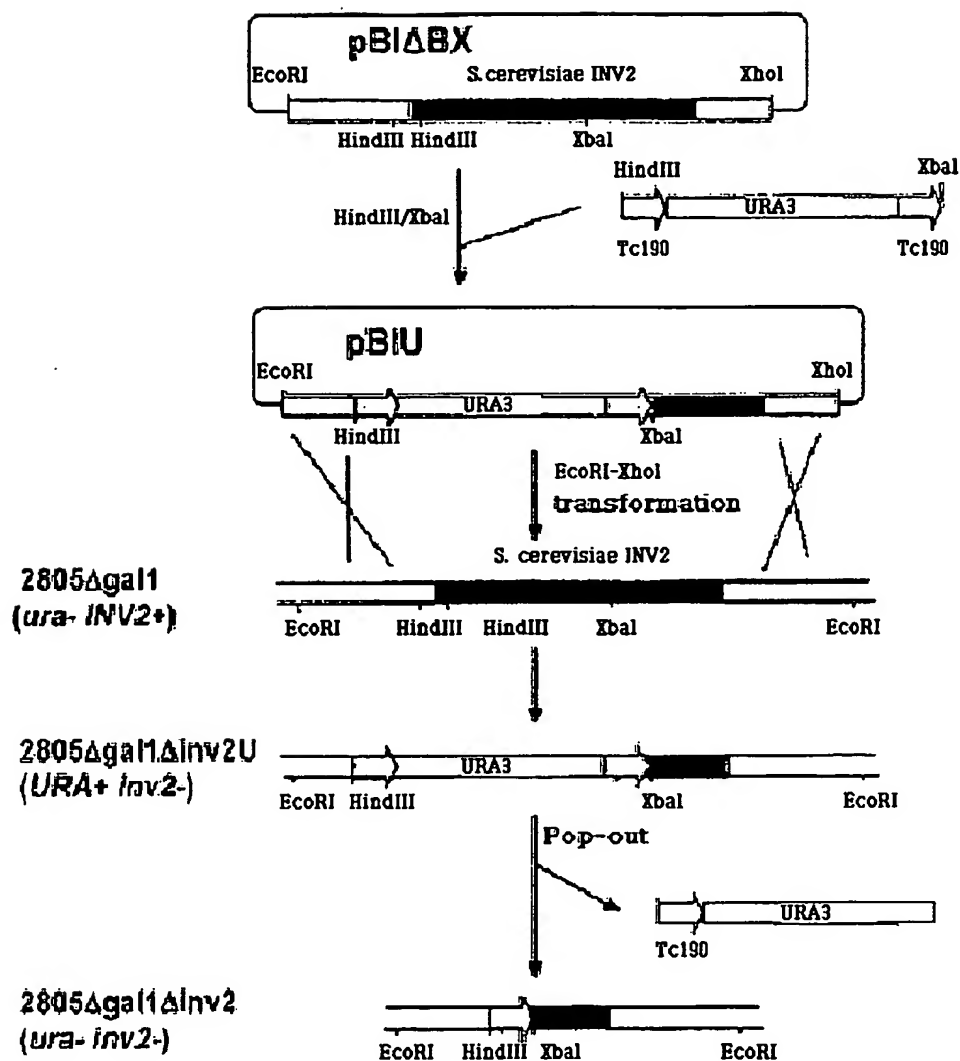 pBIΔBX
EcoRI S.cerevisiae INV2 XhoI
HindIII HindIII XbaI
HindIII XbaI
HindIII/XbaI
URA3
Tc190 Tc190
pBIU
EcoRI XhoI
URA3
HindIII XbaI
EcoRI-XhoI
transformation
S. cerevisiae INV2
2805Δgal1
(ura- INV2+)
EcoRI HindIII HindIII XbaI EcoRI
2805Δgal1Δinv2U
(URA+ inv2-)
URA3
EcoRI HindIII XbaI EcoRI
Pop-out
URA3
Tc190
2805Δgal1Δinv2
(ura- inv2-)
EcoRI HindIII XbaI EcoRI